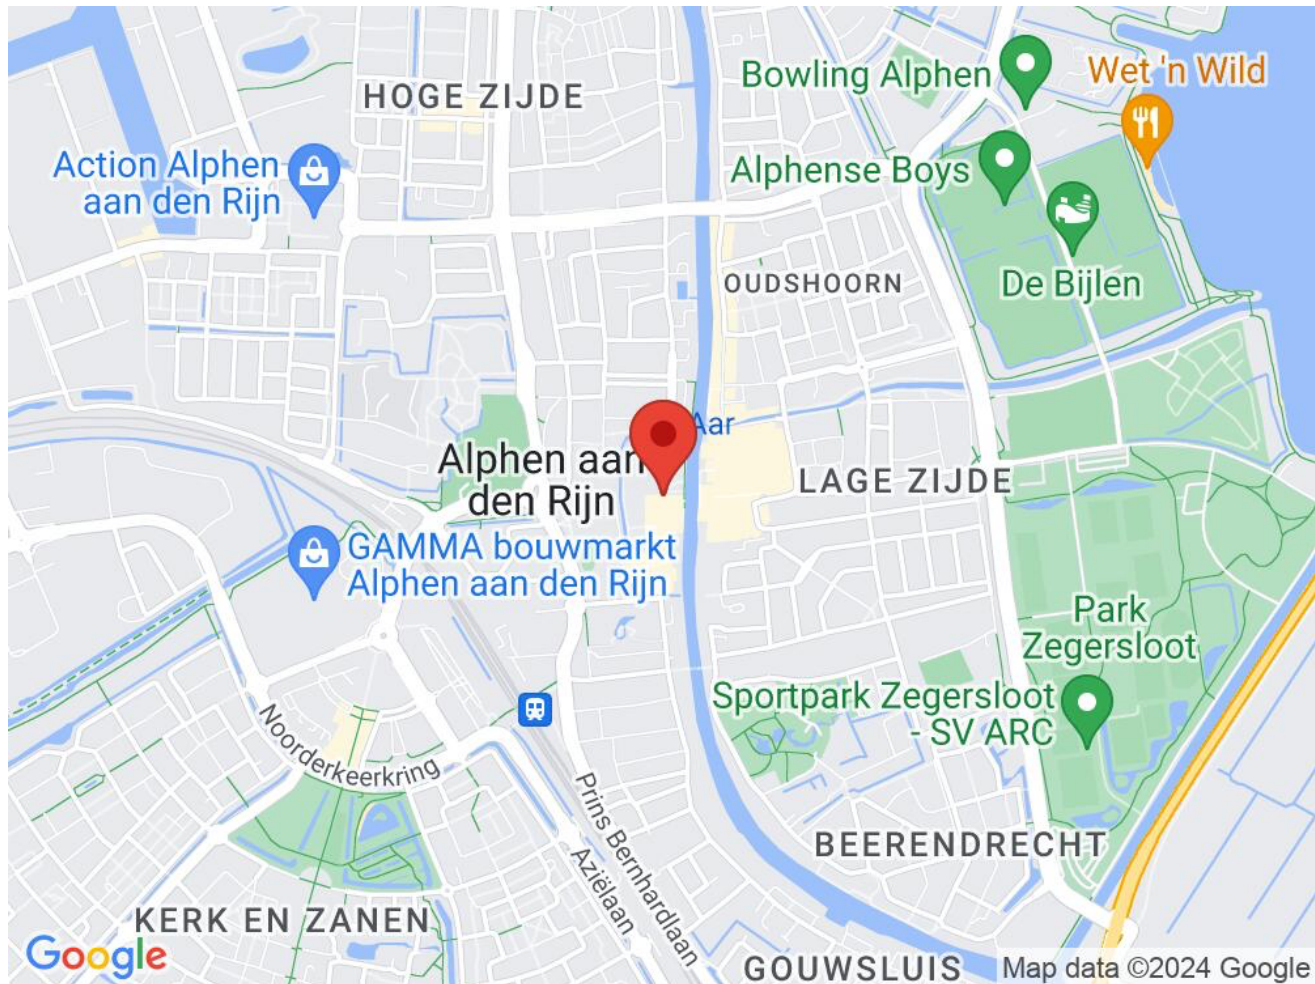 HOGE ZIJDE
Bowling Alphen
Wet 'n Wild
Action Alphen
aan den Rijn
Alphense Boys
OUDSHOORN
De Bijlen
Aar
Alphen aan
den Rijn
LAGE ZIJDE
GAMMA bouwmarkt
Alphen aan den Rijn
Park
Zegersloot
Sportpark Zegersloot
- SV ARC
Noorderkeerkring
Prins Bernhardlaan
Aziëlaan
BEERENDRECHT
KERK EN ZANEN
GOUWSLUIS
Google
Map data ©2024 Google